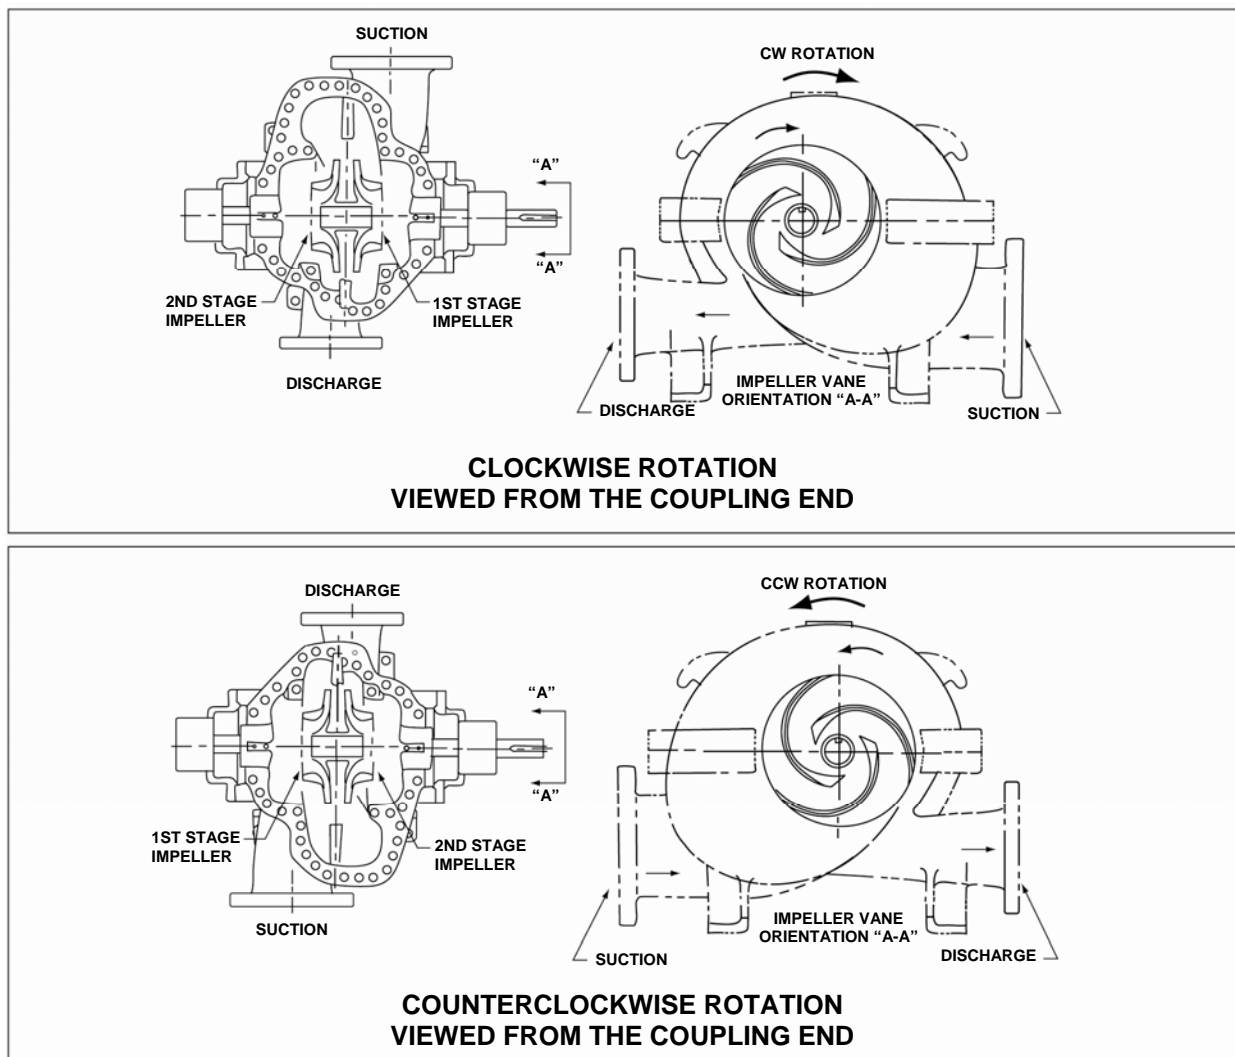 SUCTION
“A”
“A”
2ND STAGE
IMPELLER
1ST STAGE
IMPELLER
DISCHARGE
CW ROTATION
IMPELLER VANE
ORIENTATION “A-A”
DISCHARGE
SUCTION
CLOCKWISE ROTATION
VIEWED FROM THE COUPLING END
DISCHARGE
“A”
“A”
1ST STAGE
IMPELLER
2ND STAGE
IMPELLER
SUCTION
CCW ROTATION
IMPELLER VANE
ORIENTATION “A-A”
SUCTION
DISCHARGE
COUNTERCLOCKWISE ROTATION
VIEWED FROM THE COUPLING END